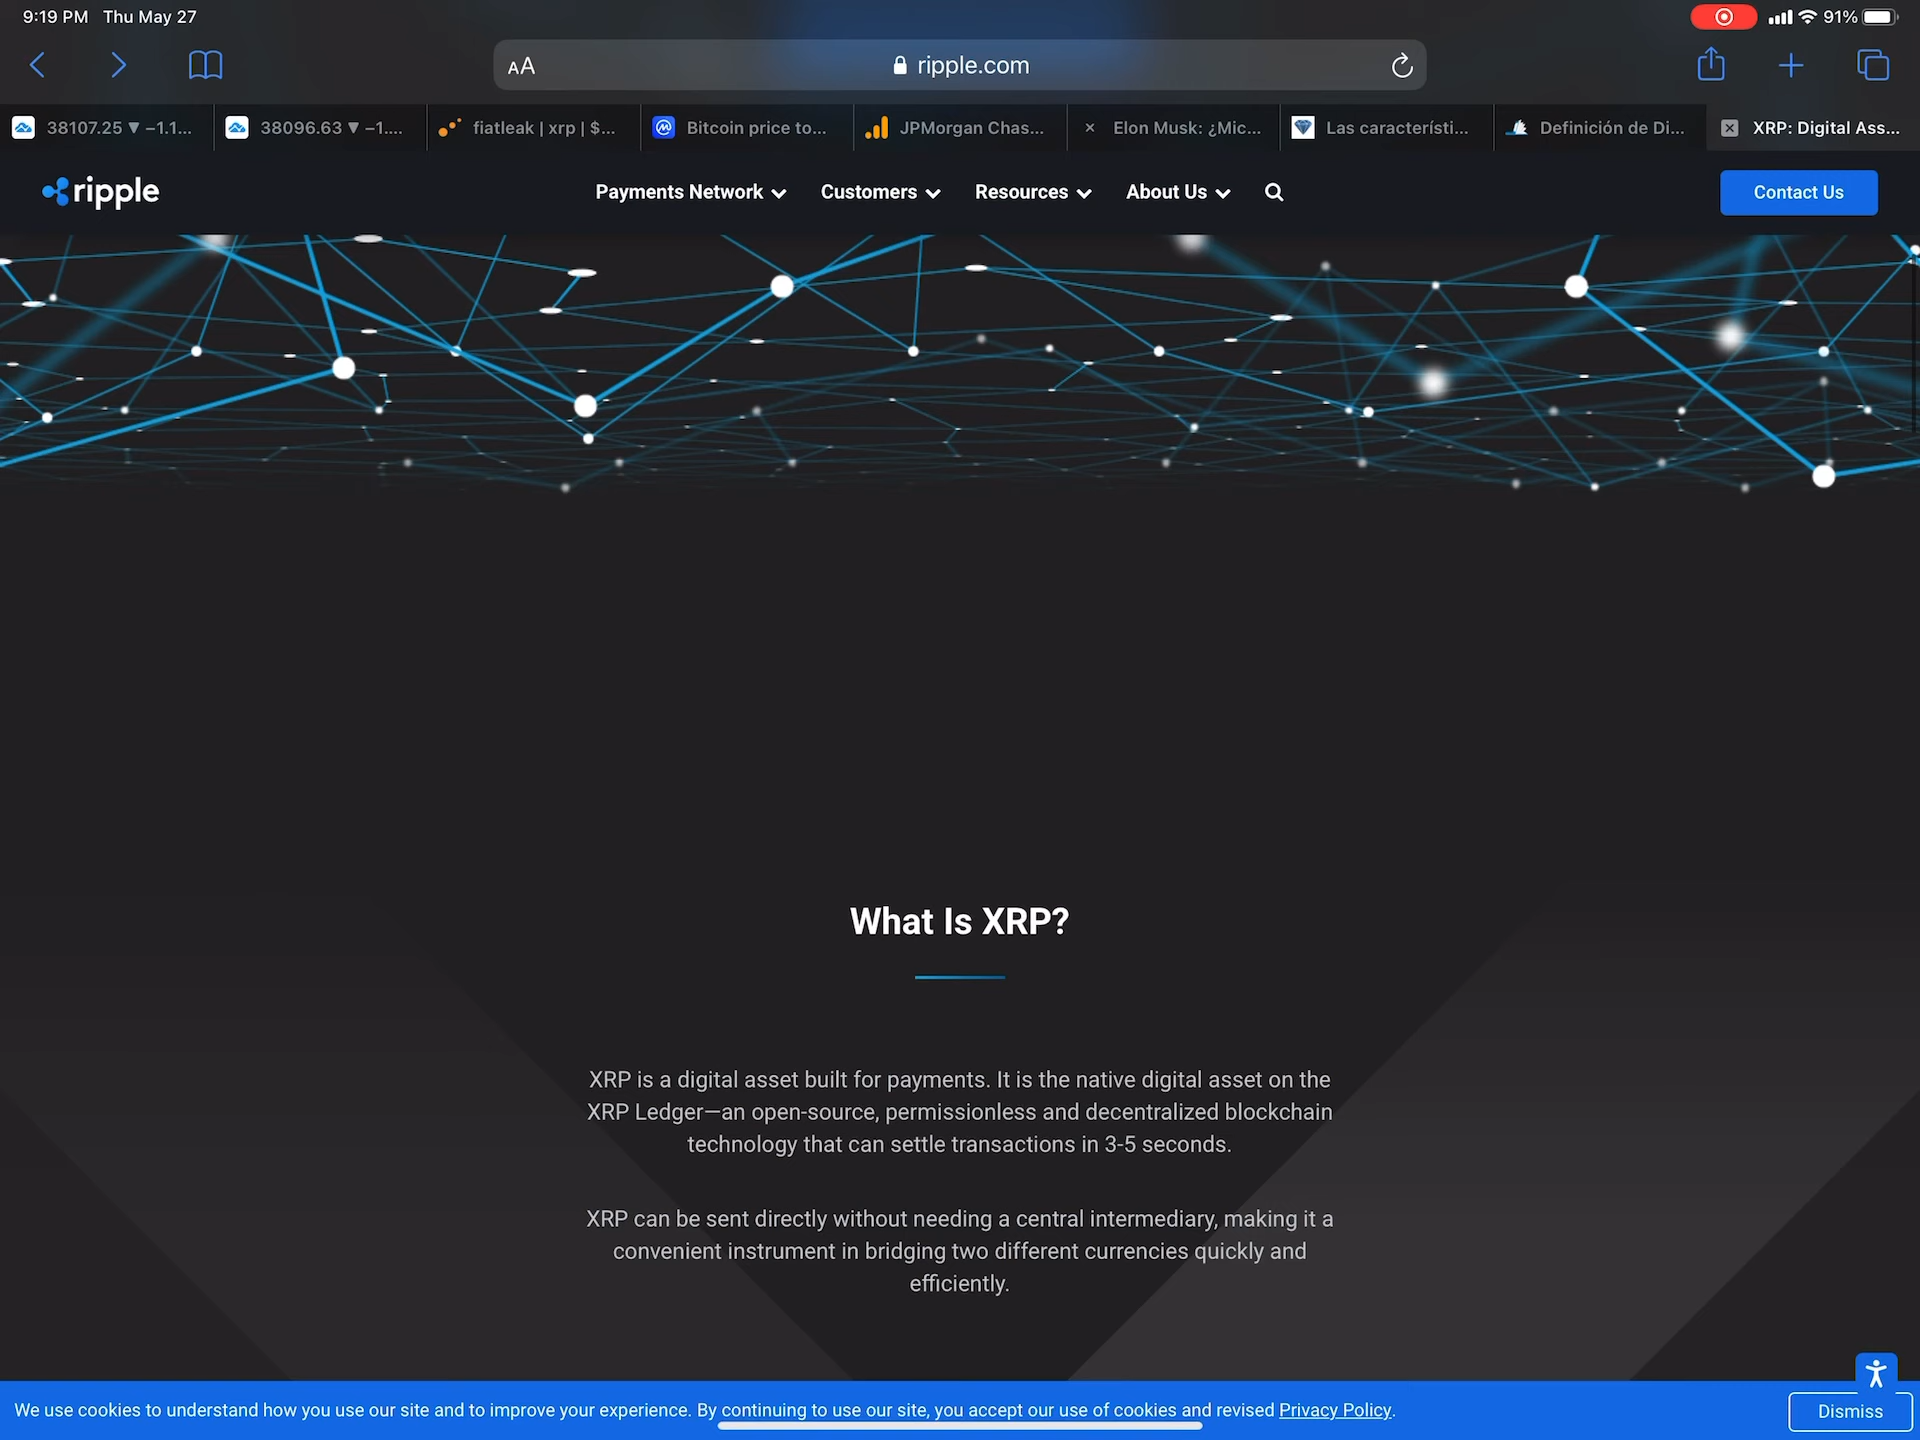 9:19 PM Thu May 27
91%
AA
ripple.com
38107.25 ▼ −1.1...
38096.63 ▼ −1....
fiatleak | xrp | $...
Bitcoin price to...
JPMorgan Chas...
Elon Musk: ¿Mic...
Las característi...
Definición de Di...
XRP: Digital Ass...
ripple
Payments Network
Customers
Resources
About Us
Contact Us
What Is XRP?
XRP is a digital asset built for payments. It is the native digital asset on the
XRP Ledger—an open-source, permissionless and decentralized blockchain
technology that can settle transactions in 3-5 seconds.
XRP can be sent directly without needing a central intermediary, making it a
convenient instrument in bridging two different currencies quickly and
efficiently.
We use cookies to understand how you use our site and to improve your experience. By continuing to use our site, you accept our use of cookies and revised Privacy Policy.
Dismiss